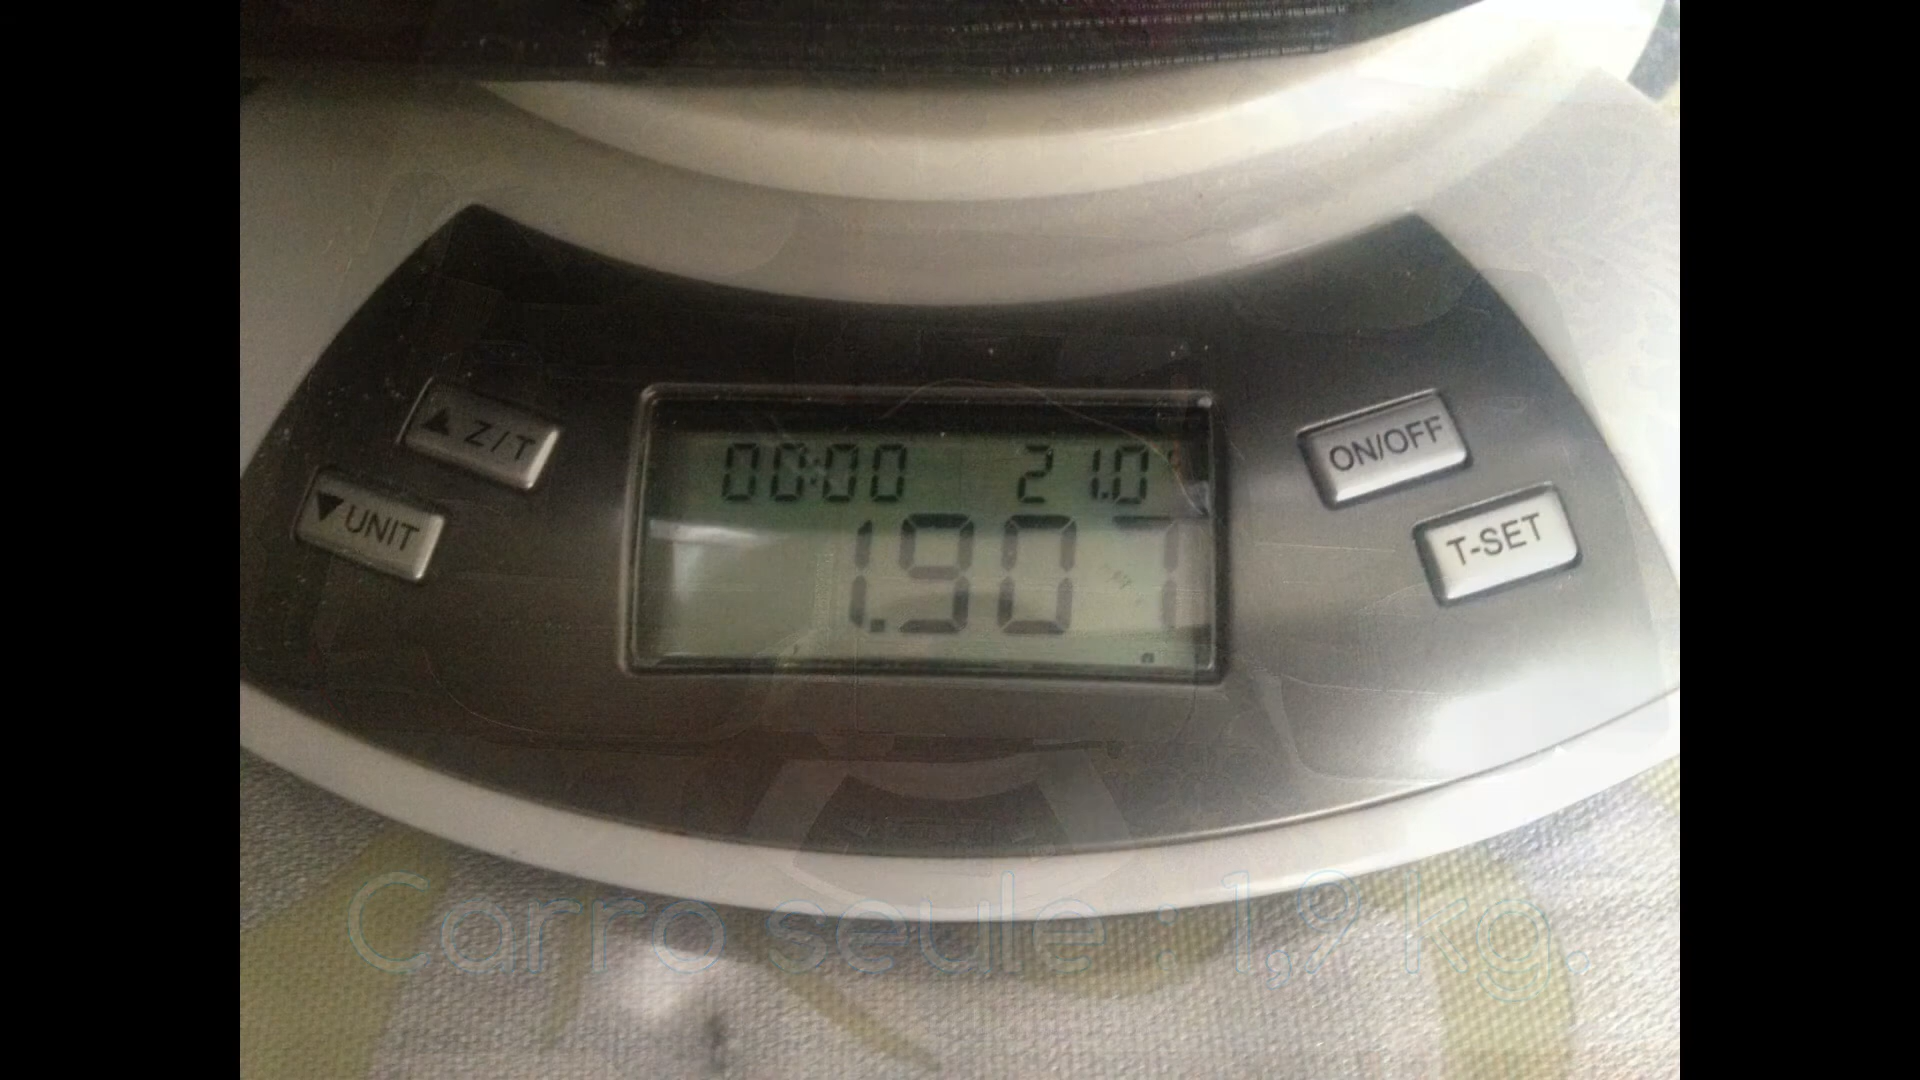 ▲ Z/T
▼ UNIT
00:00 21.0
1.907
ON/OFF
T-SET
Carro seule : 1,9 kg.